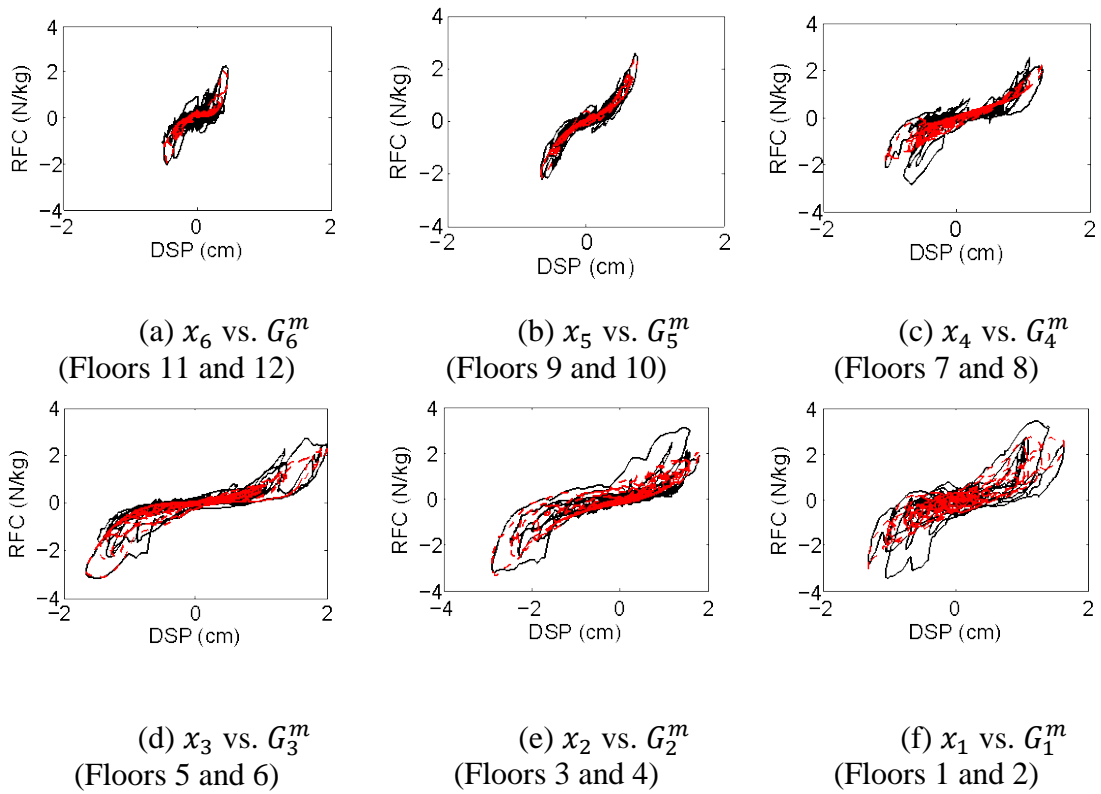 4
2
0
−2
−4
RFC (N/kg)
−2
0
2
DSP (cm)
4
2
0
−2
−4
RFC (N/kg)
−2
0
2
DSP (cm)
4
2
0
−2
−4
RFC (N/kg)
−2
0
2
DSP (cm)
(a) x₆ vs. G₆ᵐ
(Floors 11 and 12)
(b) x₅ vs. G₅ᵐ
(Floors 9 and 10)
(c) x₄ vs. G₄ᵐ
(Floors 7 and 8)
4
2
0
−2
−4
RFC (N/kg)
−2
0
2
DSP (cm)
4
2
0
−2
−4
RFC (N/kg)
−4
−2
0
2
DSP (cm)
4
2
0
−2
−4
RFC (N/kg)
−2
0
2
DSP (cm)
(d) x₃ vs. G₃ᵐ
(Floors 5 and 6)
(e) x₂ vs. G₂ᵐ
(Floors 3 and 4)
(f) x₁ vs. G₁ᵐ
(Floors 1 and 2)